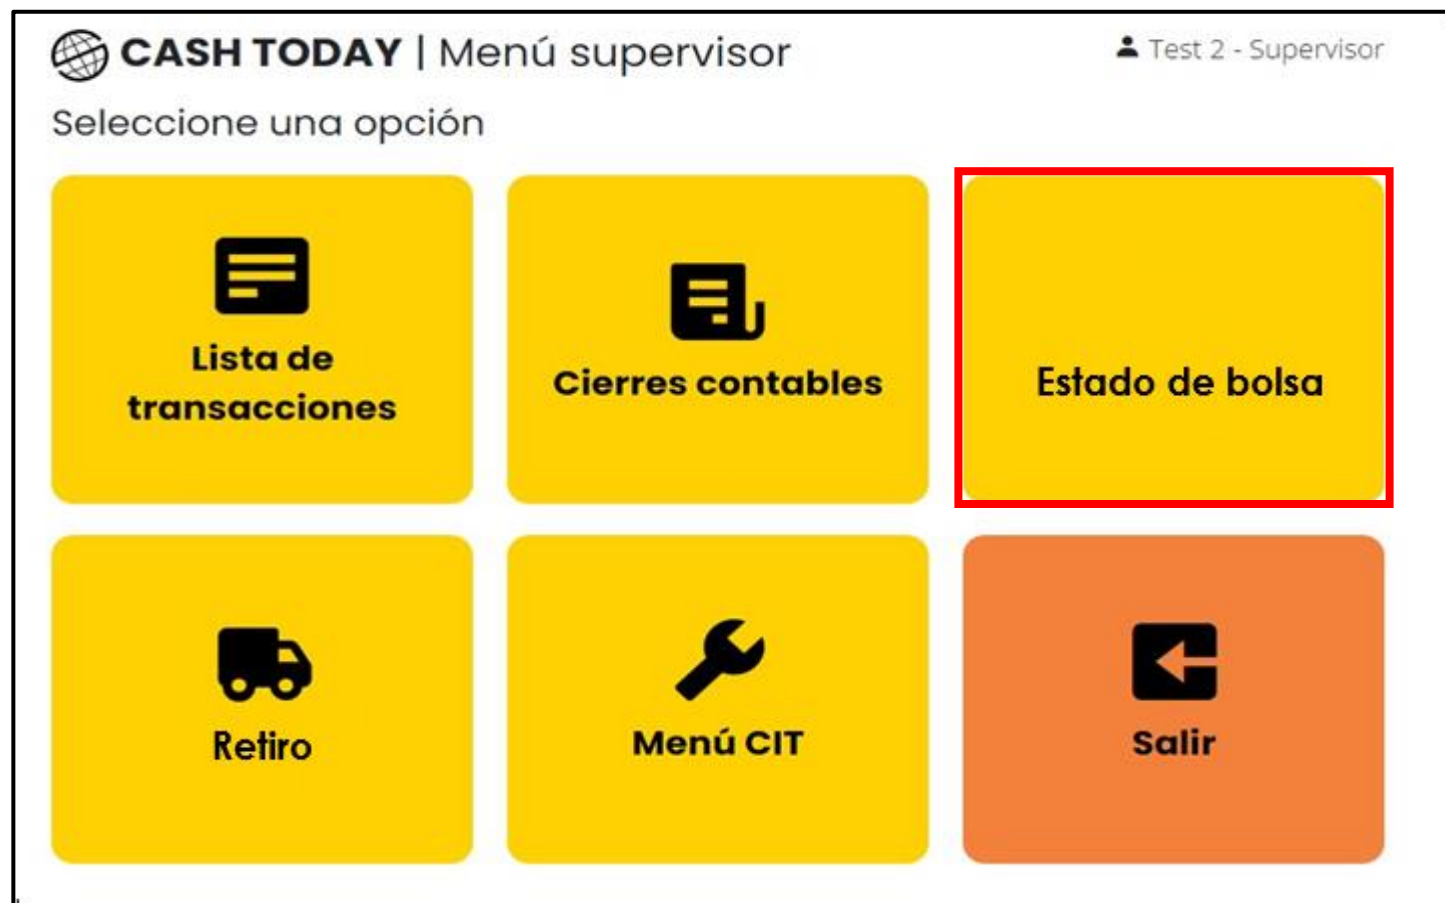 CASH TODAY | Menú supervisor
Test 2 - Supervisor
Seleccione una opción
Lista de
transacciones
Cierres contables
Estado de bolsa
Retiro
Menú CIT
Salir